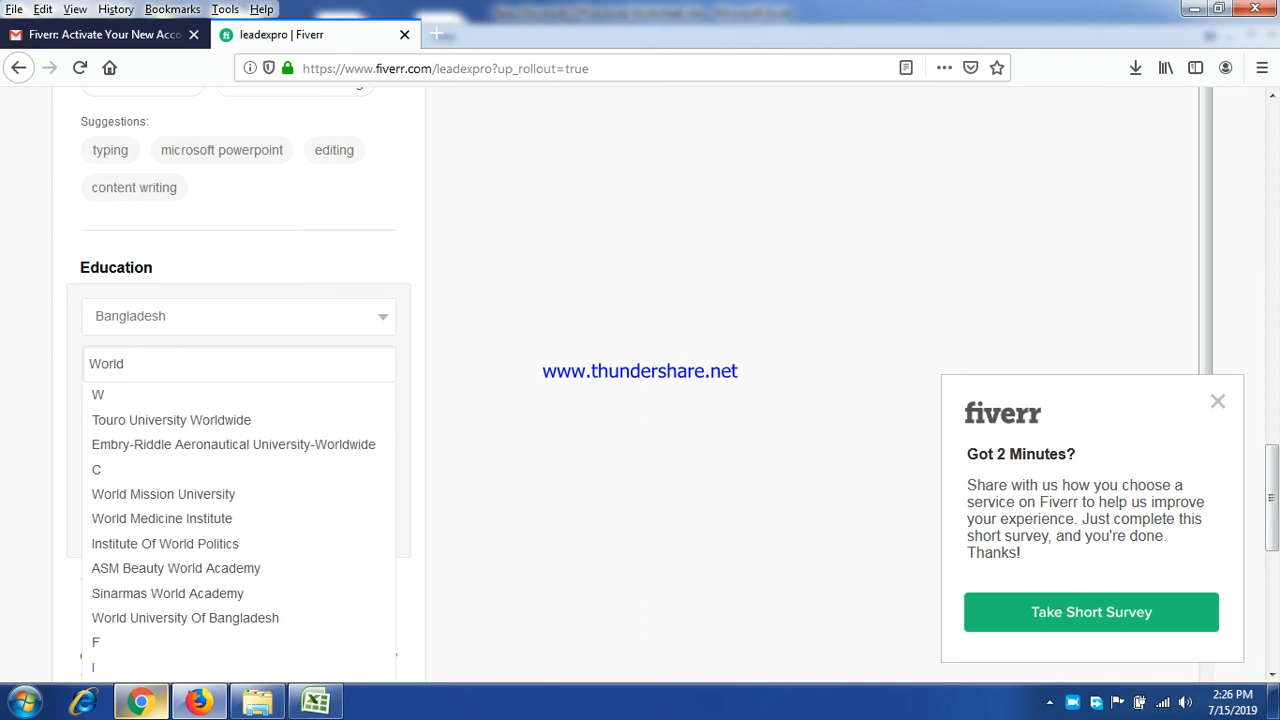 File Edit View History Bookmarks Tools Help
Fiverr: Activate Your New Acco
leadexpro | Fiverr
https://www.fiverr.com/leadexpro?up_rollout=true
Suggestions:
typing
microsoft powerpoint
editing
content writing
Education
Bangladesh
World
W
Touro University Worldwide
Embry-Riddle Aeronautical University-Worldwide
C
World Mission University
World Medicine Institute
Institute Of World Politics
ASM Beauty World Academy
Sinarmas World Academy
World University Of Bangladesh
F
I
www.thundershare.net
fiverr
Got 2 Minutes?
Share with us how you choose a
service on Fiverr to help us improve
your experience. Just complete this
short survey, and you're done.
Thanks!
Take Short Survey
2:26 PM
7/15/2019